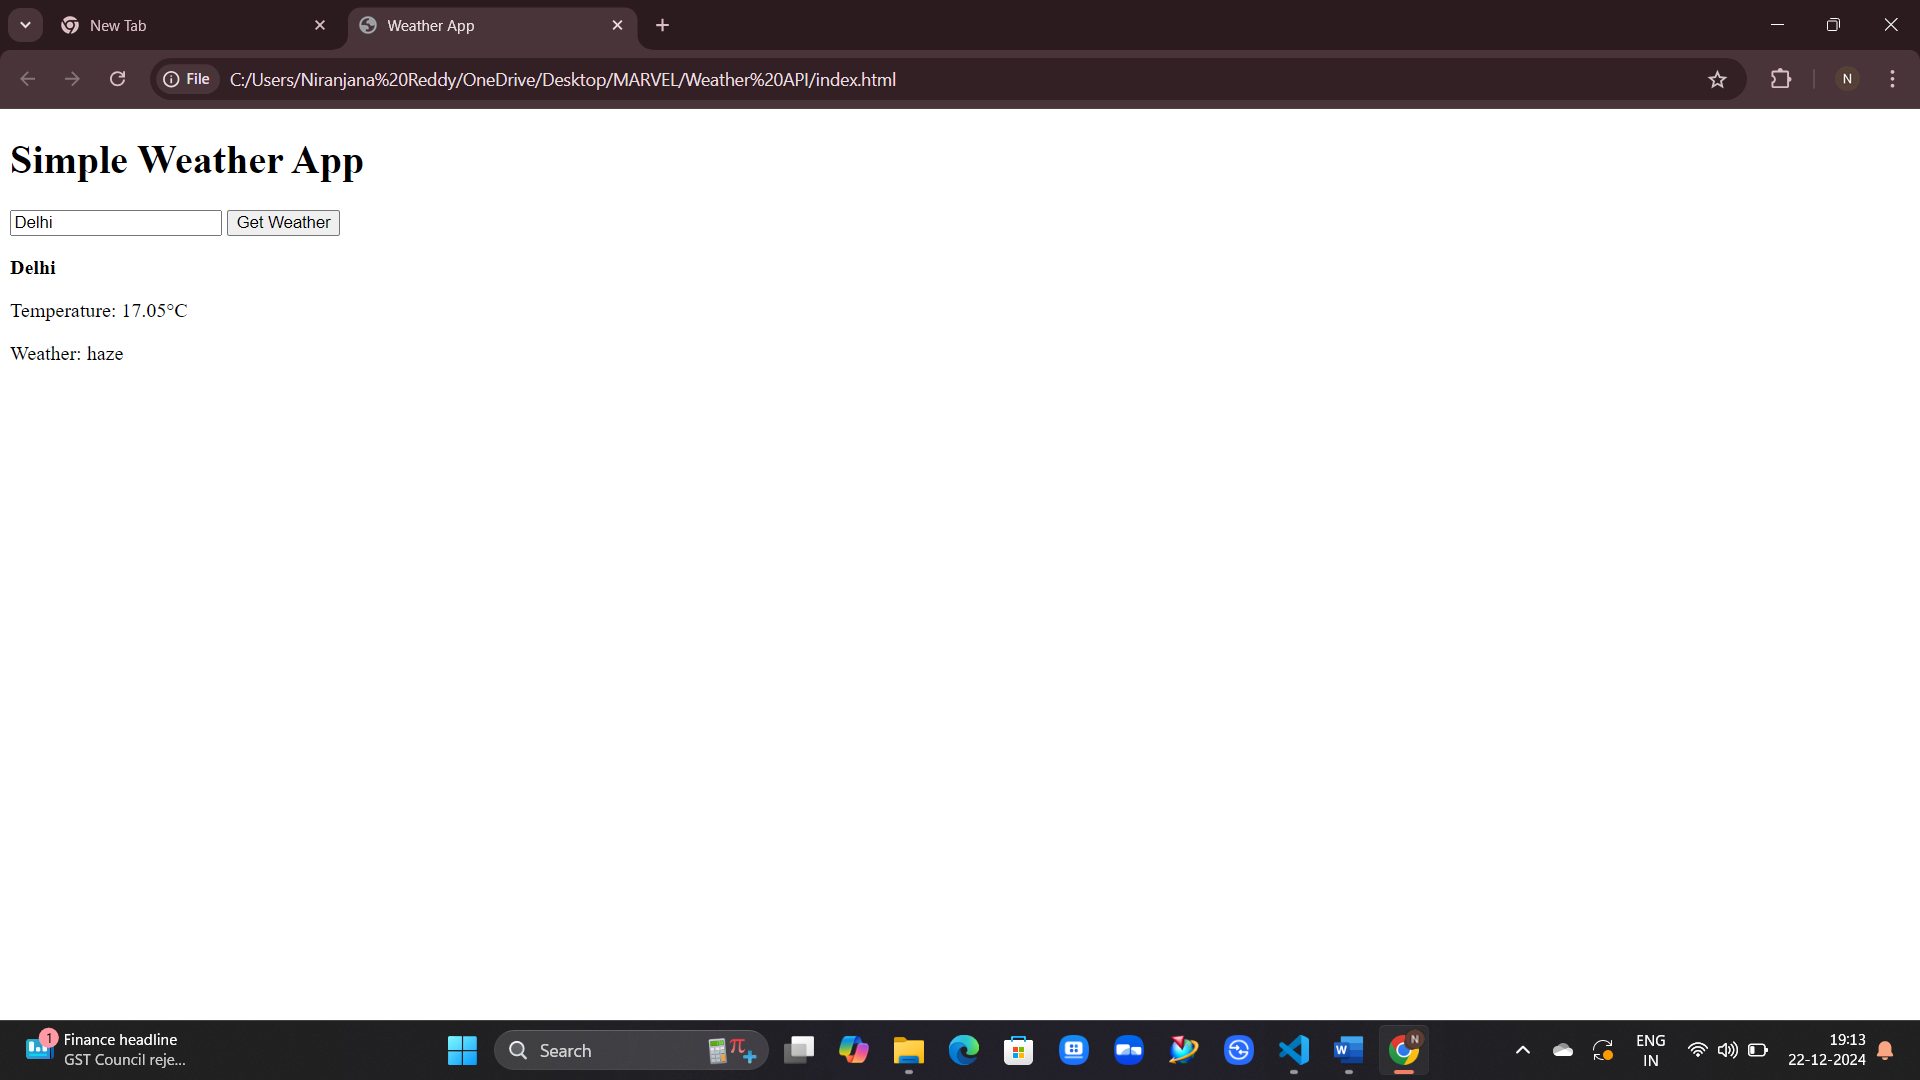 New Tab
Weather App
File C:/Users/Niranjana%20Reddy/OneDrive/Desktop/MARVEL/Weather%20API/index.html
N
Simple Weather App
Delhi Get Weather
Delhi
Temperature: 17.05°C
Weather: haze
1
Finance headline
GST Council reje...
Search
W
N
ENG
IN
19:13
22-12-2024